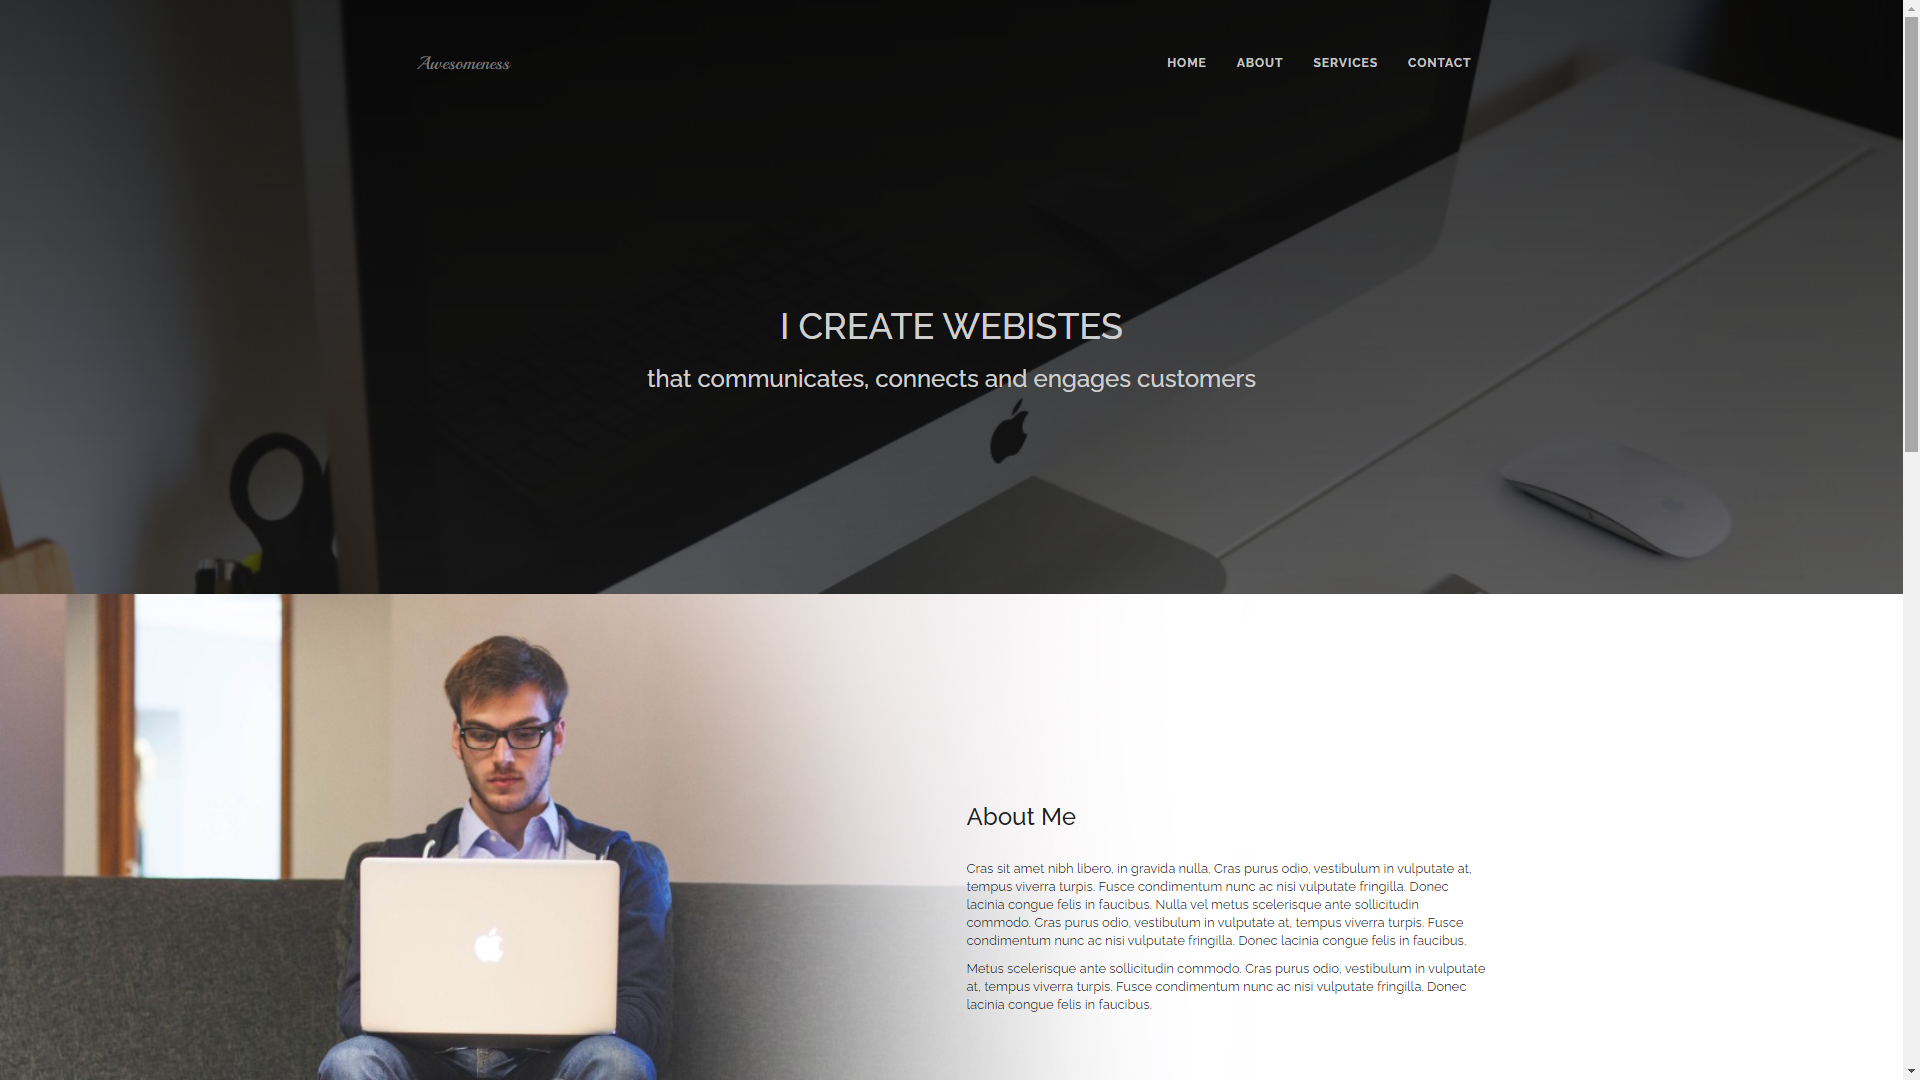 Awesomeness
HOME ABOUT SERVICES CONTACT
I CREATE WEBISTES
that communicates, connects and engages customers
About Me
Cras sit amet nibh libero, in gravida nulla. Cras purus odio, vestibulum in vulputate at,
tempus viverra turpis. Fusce condimentum nunc ac nisi vulputate fringilla. Donec
lacinia congue felis in faucibus. Nulla vel metus scelerisque ante sollicitudin
commodo. Cras purus odio, vestibulum in vulputate at, tempus viverra turpis. Fusce
condimentum nunc ac nisi vulputate fringilla. Donec lacinia congue felis in faucibus.
Metus scelerisque ante sollicitudin commodo. Cras purus odio, vestibulum in vulputate
at, tempus viverra turpis. Fusce condimentum nunc ac nisi vulputate fringilla. Donec
lacinia congue felis in faucibus.